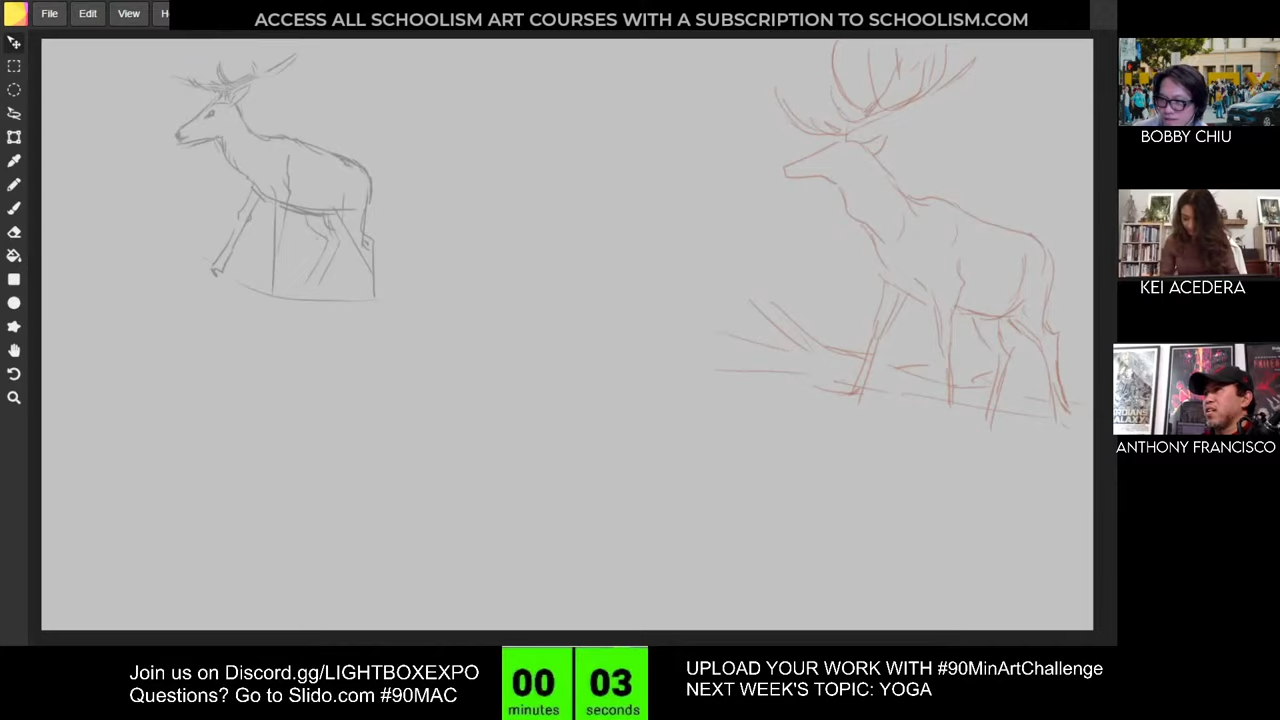 ACCESS ALL SCHOOLISM ART COURSES WITH A SUBSCRIPTION TO SCHOOLISM.COM
File Edit View
BOBBY CHIU
KEI ACEDERA
ANTHONY FRANCISCO
Join us on Discord.gg/LIGHTBOXEXPO
Questions? Go to Slido.com #90MAC
00 03
minutes seconds
UPLOAD YOUR WORK WITH #90MinArtChallenge
NEXT WEEK'S TOPIC: YOGA